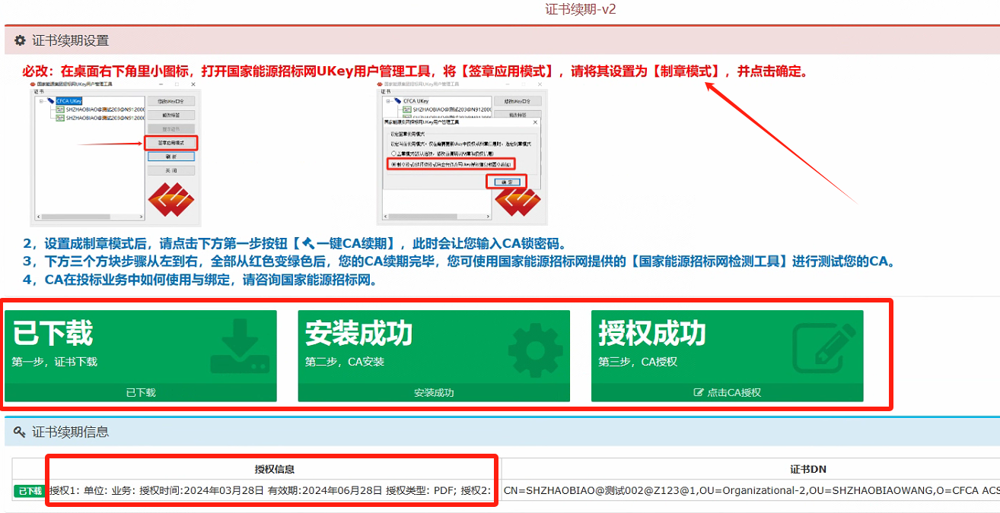 证书续期-v2
证书续期设置
必改：在桌面右下角里小图标，打开国家能源招标网UKey用户管理工具，将【签章应用模式】，请将其设置为【制章模式】，并点击确定。
国家能源集团招标网UKey用户管理工具
证书
CFCA UKey
SHZHAOBIAO@测试203@N91200
SHZHAOBIAO@测试203@N91200
修改UKey口令
修改标签
显示证书
签章应用模式
刷 新
关 闭
国家能源集团招标网UKey用户管理工具
证书
CFCA UKey
SHZHAOBIAO@测试203@N91200
修改UKey口令
修改标签
国家能源集团招标网UKey用户管理工具
设定签章使用模式
确 定
2，设置成制章模式后，请点击下方第一步按钮【一键CA续期】，此时会让您输入CA锁密码。
3，下方三个方块步骤从左到右，全部从红色变绿色后，您的CA续期完毕，您可使用国家能源招标网提供的【国家能源招标网检测工具】进行测试您的CA。
4，CA在投标业务中如何使用与绑定，请咨询国家能源招标网。
已下载
第一步，证书下载
已下载
安装成功
第二步，CA安装
安装成功
授权成功
第三步，CA授权
点击CA授权
证书续期信息
授权信息
证书DN
已下载
授权1: 单位: 业务: 授权时间:2024年03月28日 有效期:2024年06月28日 授权类型: PDF; 授权2:
CN=SHZHAOBIAO@测试002@Z123@1,OU=Organizational-2,OU=SHZHAOBIAOWANG,O=CFCA ACS